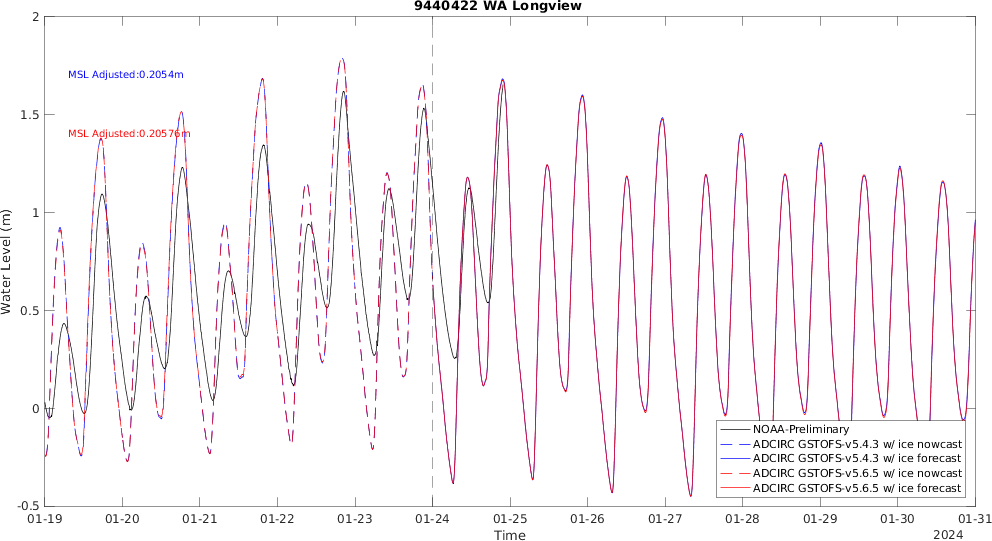 9440422 WA Longview
2
MSL Adjusted:0.2054m
1.5
MSL Adjusted:0.20576m
1
Water Level (m)
0.5
0
NOAA-Preliminary
ADCIRC GSTOFS-v5.4.3 w/ ice nowcast
ADCIRC GSTOFS-v5.4.3 w/ ice forecast
ADCIRC GSTOFS-v5.6.5 w/ ice nowcast
ADCIRC GSTOFS-v5.6.5 w/ ice forecast
-0.5
01-19 01-20 01-21 01-22 01-23 01-24 01-25 01-26 01-27 01-28 01-29 01-30 01-31
Time
2024